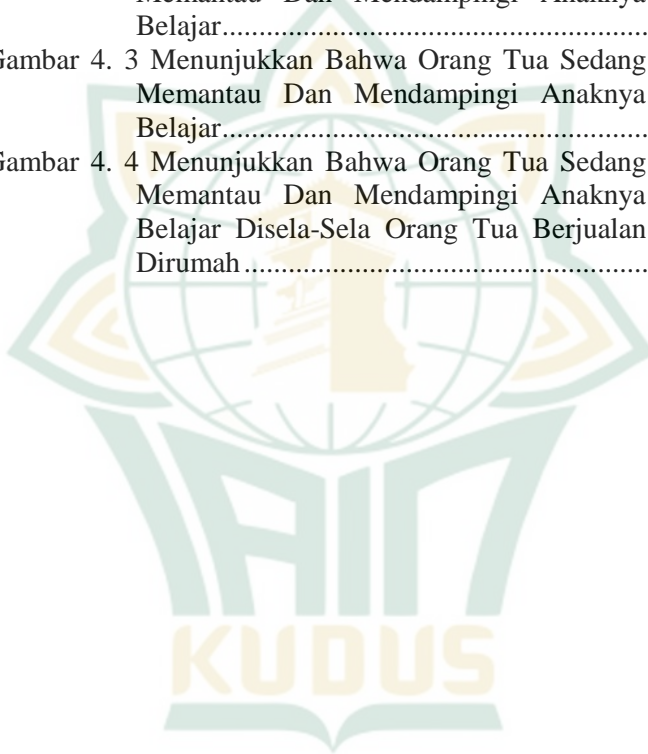 Memantau Dan Mendampingi Anaknya
Belajar..........................................................
Gambar 4. 3 Menunjukkan Bahwa Orang Tua Sedang
Memantau Dan Mendampingi Anaknya
Belajar..........................................................
Gambar 4. 4 Menunjukkan Bahwa Orang Tua Sedang
Memantau Dan Mendampingi Anaknya
Belajar Disela-Sela Orang Tua Berjualan
Dirumah.......................................................
IAIN
KUDUS